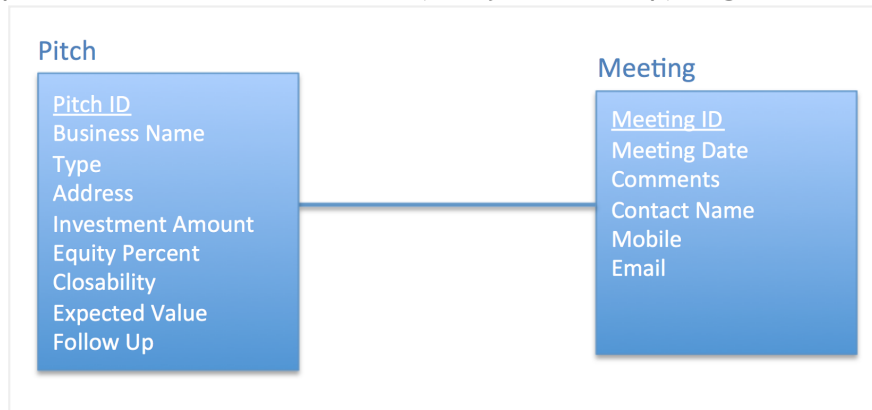 Pitch
Pitch ID
Business Name
Type
Address
Investment Amount
Equity Percent
Closability
Expected Value
Follow Up
Meeting
Meeting ID
Meeting Date
Comments
Contact Name
Mobile
Email